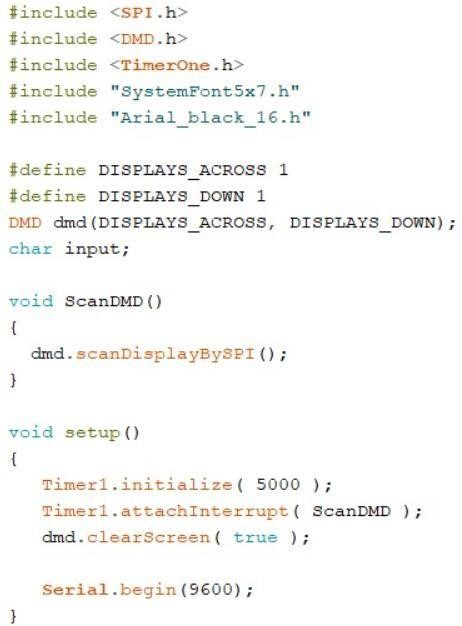 #include <SPI.h>
#include <DMD.h>
#include <TimerOne.h>
#include "SystemFont5x7.h"
#include "Arial_black_16.h"
#define DISPLAYS_ACROSS 1
#define DISPLAYS_DOWN 1
DMD dmd(DISPLAYS_ACROSS, DISPLAYS_DOWN);
char input;
void ScanDMD()
{
dmd.scanDisplayBySPI();
}
void setup()
{
Timer1.initialize( 5000 );
Timer1.attachInterrupt( ScanDMD );
dmd.clearScreen( true );
Serial.begin(9600);
}